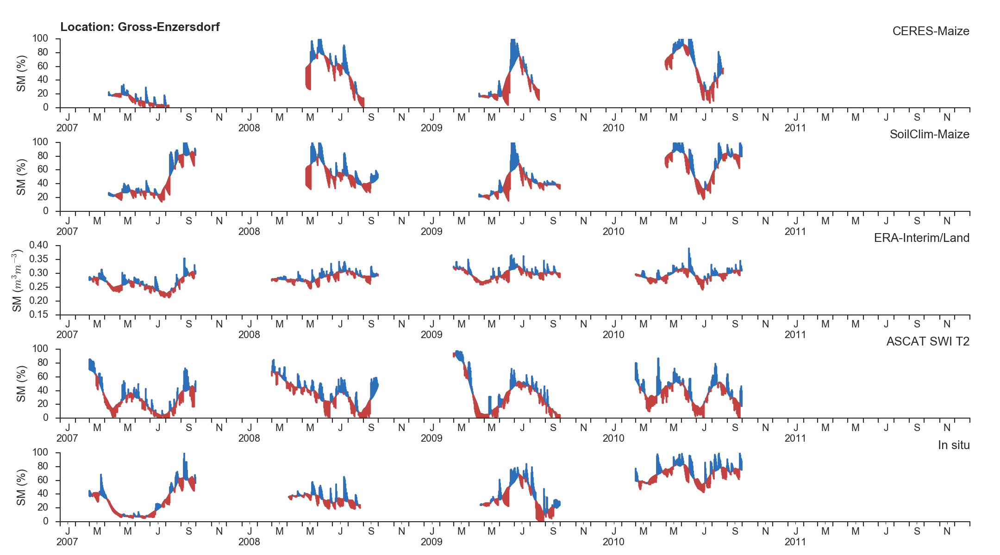 Location: Gross-Enzersdorf
CERES-Maize
SM (%)
100
80
60
40
20
0
J M M J S N J M M J S N J M M J S N J M M J S N J M M J S N
2007 2008 2009 2010 2011
SoilClim-Maize
SM (%)
100
80
60
40
20
0
J M M J S N J M M J S N J M M J S N J M M J S N J M M J S N
2007 2008 2009 2010 2011
ERA-Interim/Land
SM (m³m⁻³)
0.40
0.35
0.30
0.25
0.20
0.15
J M M J S N J M M J S N J M M J S N J M M J S N J M M J S N
2007 2008 2009 2010 2011
ASCAT SWI T2
SM (%)
100
80
60
40
20
0
J M M J S N J M M J S N J M M J S N J M M J S N J M M J S N
2007 2008 2009 2010 2011
In situ
SM (%)
100
80
60
40
20
0
J M M J S N J M M J S N J M M J S N J M M J S N J M M J S N
2007 2008 2009 2010 2011